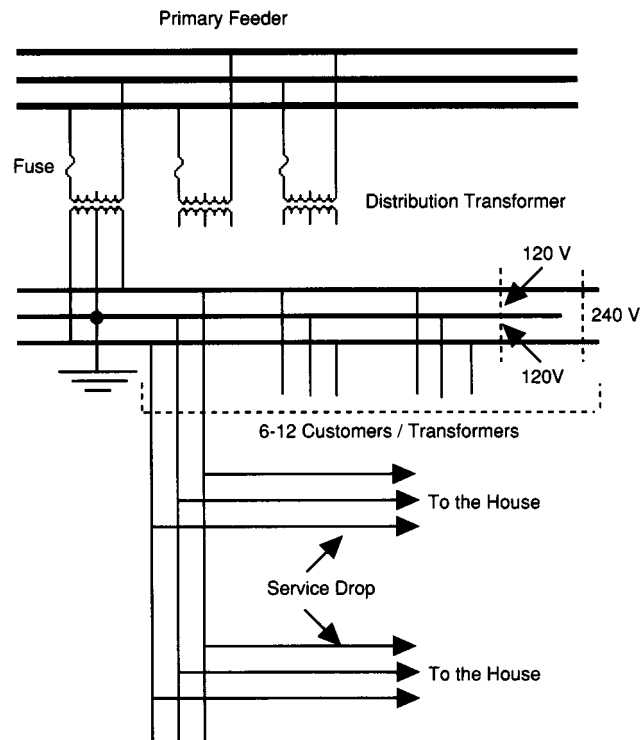 Primary Feeder
Fuse
Distribution Transformer
120 V
240 V
120V
6-12 Customers / Transformers
To the House
Service Drop
To the House